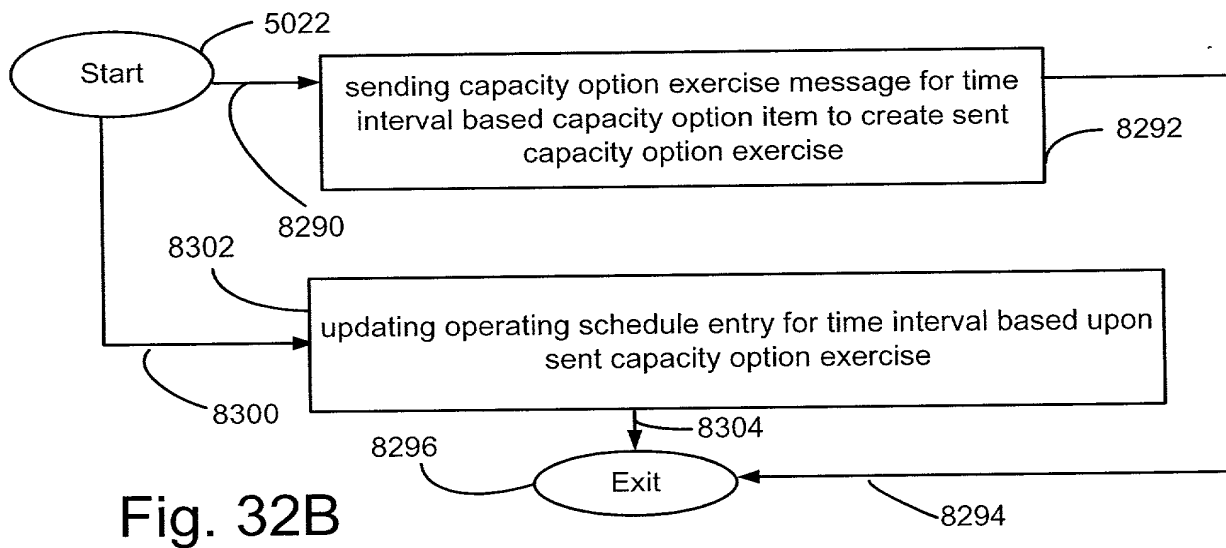 5022
Start
sending capacity option exercise message for time
interval based capacity option item to create sent
capacity option exercise
8292
8290
8302
updating operating schedule entry for time interval based upon
sent capacity option exercise
8300
8304
8296
Exit
8294
Fig. 32B